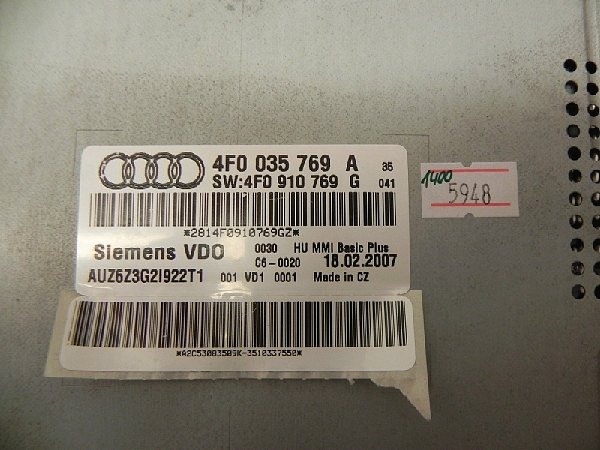 4F0 035 769 A 35
SW:4F0 910 769 G 041
*2814F0910769GZ*
Siemens VDO 0030 HU MMI Basic Plus
C6-0020 18.02.2007
AUZ6Z3G2I922T1 001 VD1 0001 Made in CZ
1400
5948